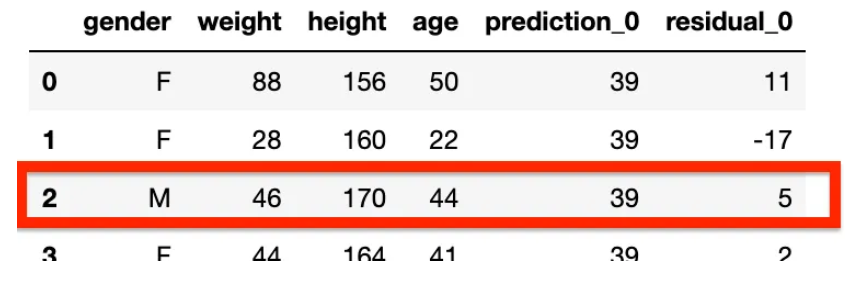 gender weight height age prediction_0 residual_0
0 F 88 156 50 39 11
1 F 28 160 22 39 -17
2 M 46 170 44 39 5
3 F 44 164 41 39 2